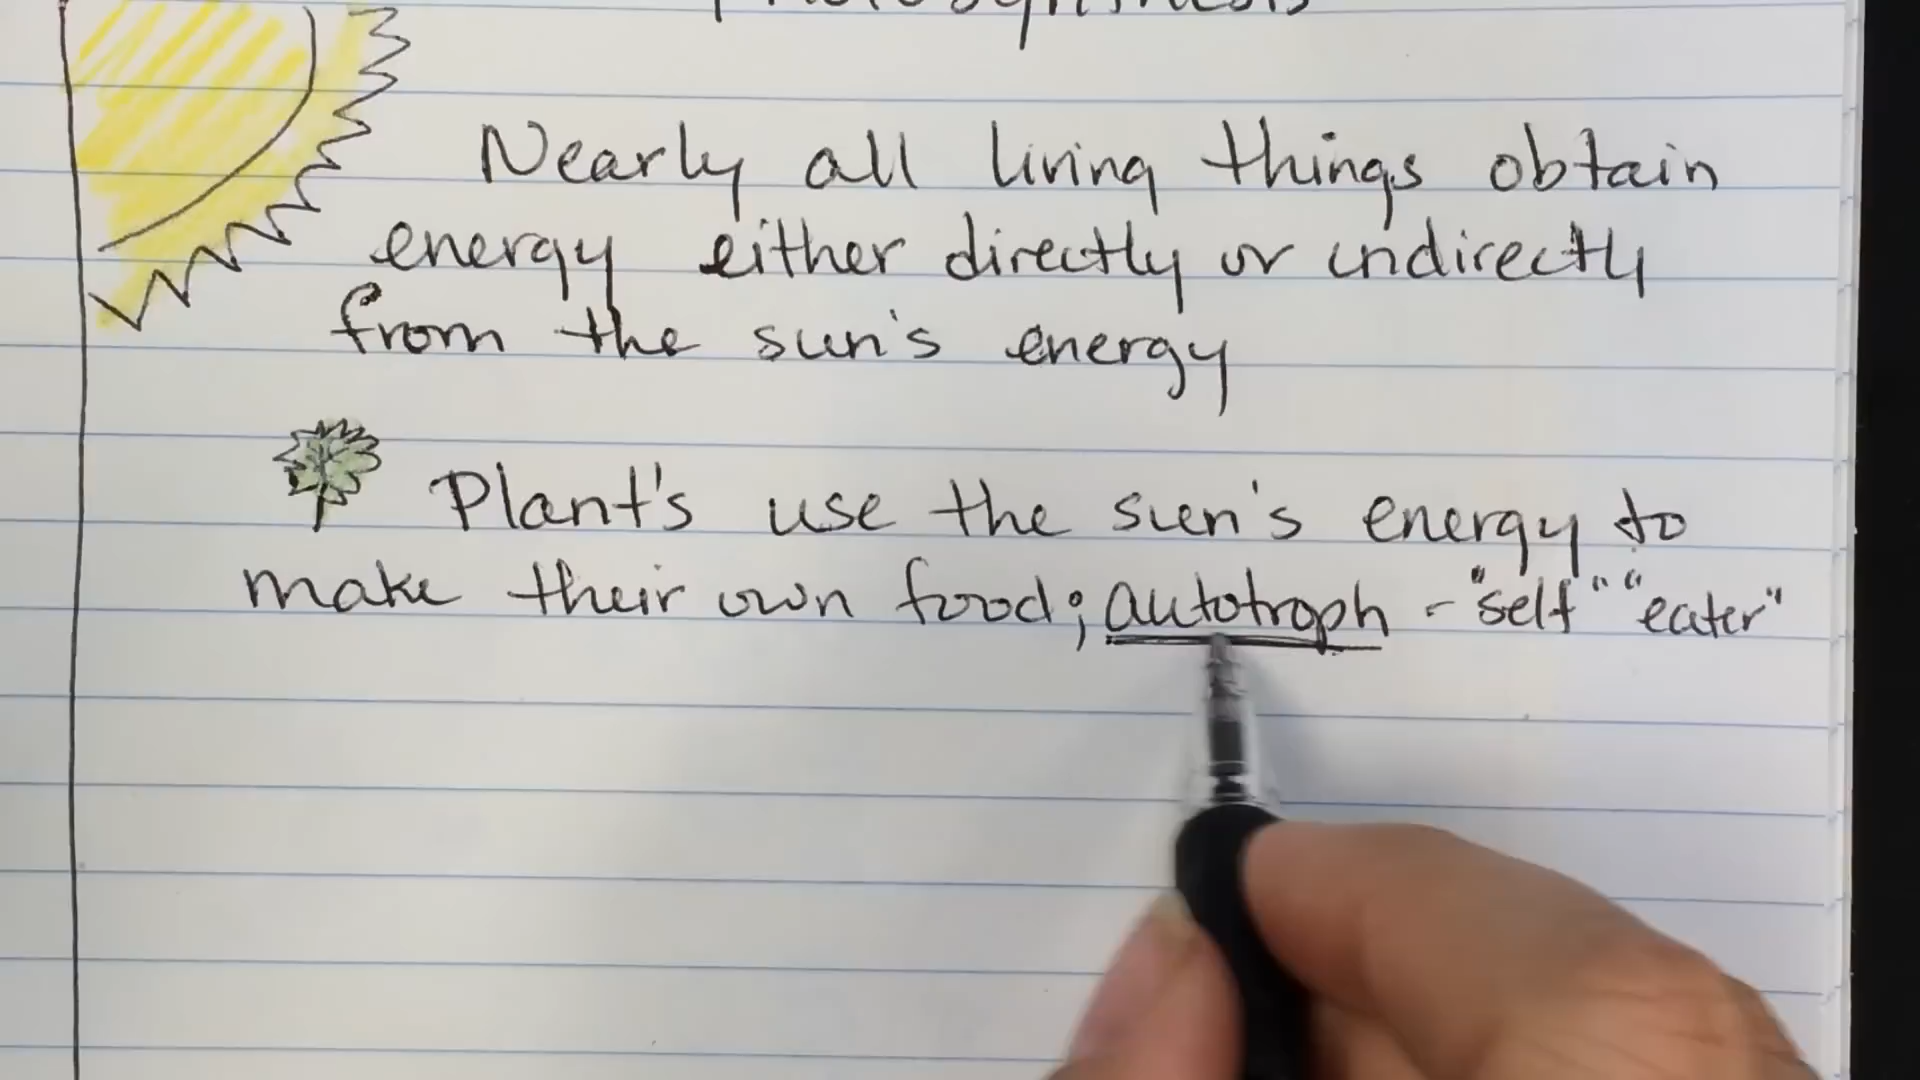 Photosynthesis
Nearly all living things obtain
energy either directly or indirectly
from the sun's energy
Plant's use the sun's energy to
make their own food; autotroph - "self" "eater"